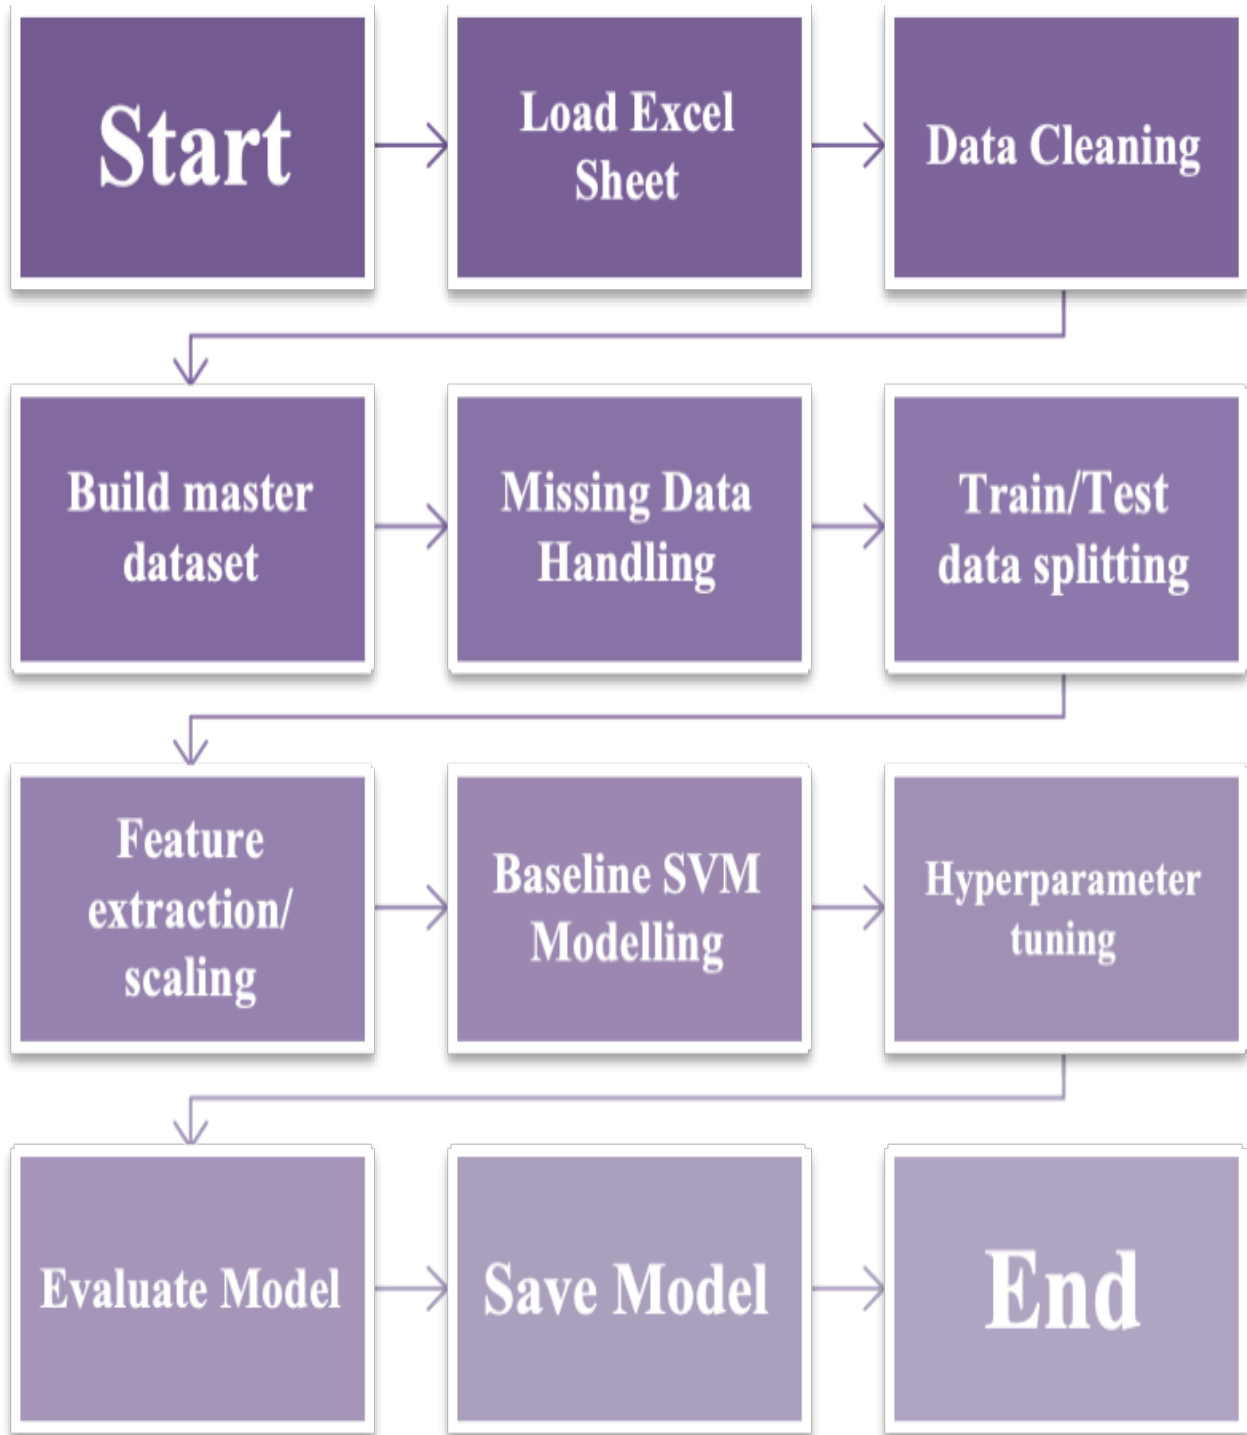 Start
Load Excel
Sheet
Data Cleaning
Build master
dataset
Missing Data
Handling
Train/Test
data splitting
Feature
extraction/
scaling
Baseline SVM
Modelling
Hyperparameter
tuning
Evaluate Model
Save Model
End